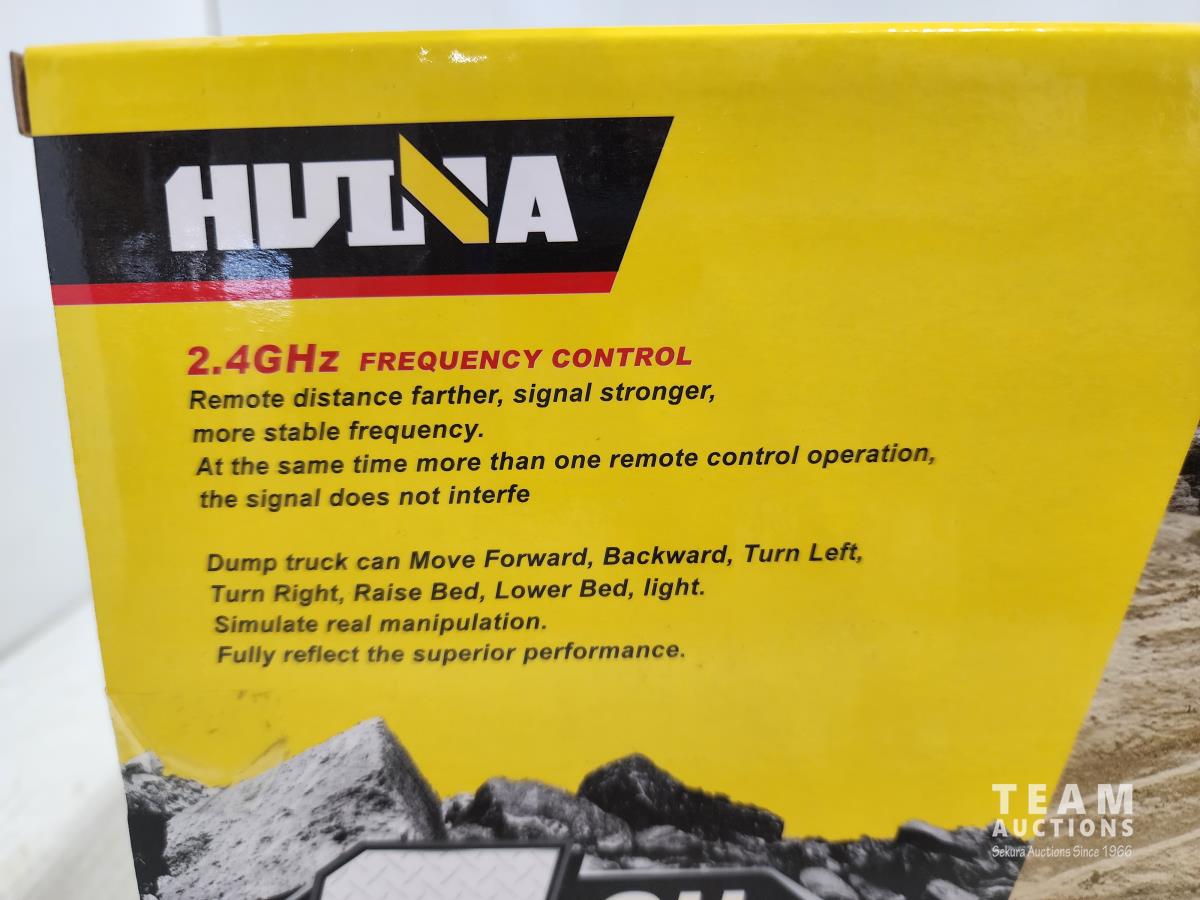 HUINA
2.4GHz FREQUENCY CONTROL
Remote distance farther, signal stronger,
more stable frequency.
At the same time more than one remote control operation,
the signal does not interfe
Dump truck can Move Forward, Backward, Turn Left,
Turn Right, Raise Bed, Lower Bed, light.
Simulate real manipulation.
Fully reflect the superior performance.
TEAM
AUCTIONS
Sekura Auctions Since 1966